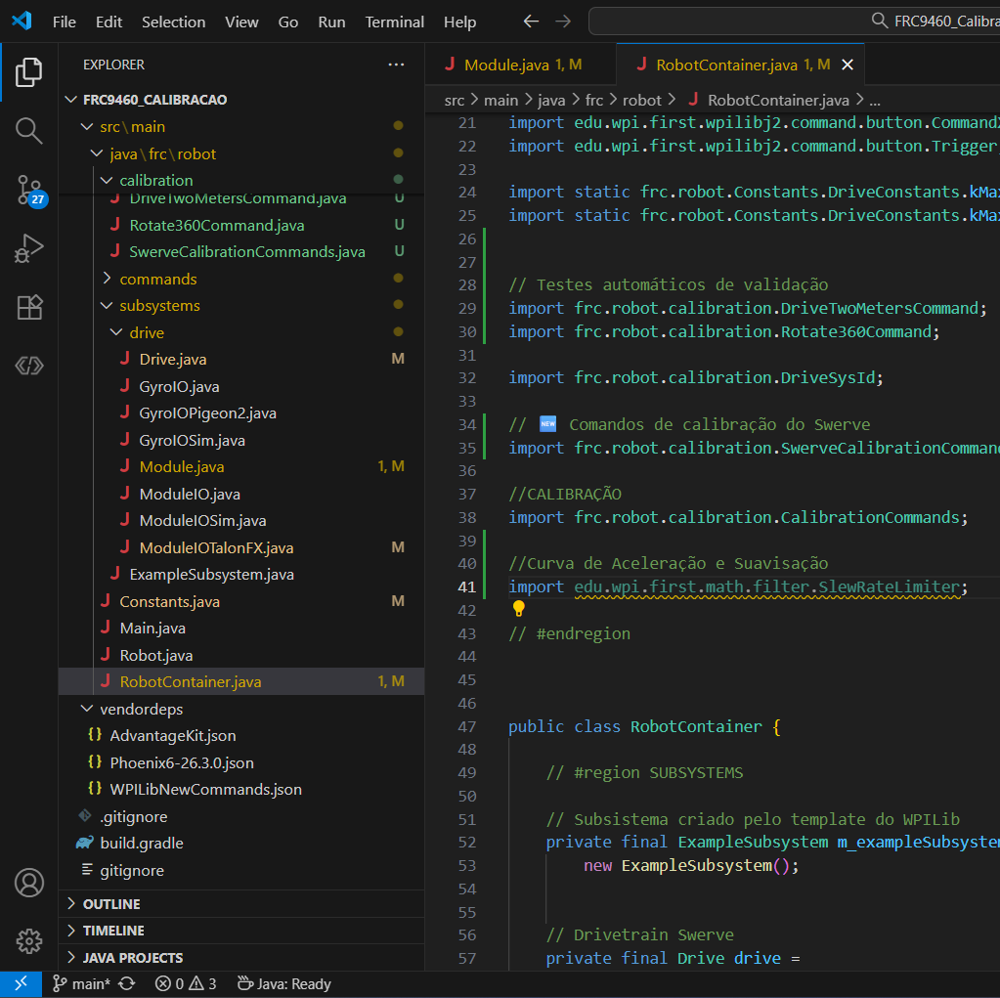 File Edit Selection View Go Run Terminal Help
FRC9460_Calibra
EXPLORER
FRC9460_CALIBRACAO
src\main
java\frc\robot
calibration
DriveTwoMetersCommand.java U
Rotate360Command.java U
SwerveCalibrationCommands.java U
commands
subsystems
drive
Drive.java M
GyroIO.java
GyroIOPigeon2.java
GyroIOSim.java
Module.java 1, M
ModuleIO.java
ModuleIOSim.java
ModuleIOTalonFX.java M
ExampleSubsystem.java
Constants.java M
Main.java
Robot.java
RobotContainer.java 1, M
vendordeps
AdvantageKit.json
Phoenix6-26.3.0.json
WPILibNewCommands.json
.gitignore
build.gradle
gitignore
OUTLINE
TIMELINE
JAVA PROJECTS
27
Module.java 1, M
RobotContainer.java 1, M
src > main > java > frc > robot > RobotContainer.java > ...
21 import edu.wpi.first.wpilibj2.command.button.CommandX
22 import edu.wpi.first.wpilibj2.command.button.Trigger
23
24 import static frc.robot.Constants.DriveConstants.kMax
25 import static frc.robot.Constants.DriveConstants.kMax
26
27
28 // Testes automáticos de validação
29 import frc.robot.calibration.DriveTwoMetersCommand;
30 import frc.robot.calibration.Rotate360Command;
31
32 import frc.robot.calibration.DriveSysId;
33
34 // 🆕 Comandos de calibração do Swerve
35 import frc.robot.calibration.SwerveCalibrationCommand
36
37 //CALIBRAÇÃO
38 import frc.robot.calibration.CalibrationCommands;
39
40 //Curva de Aceleração e Suavisação
41 import edu.wpi.first.math.filter.SlewRateLimiter;
42
43 // #endregion
44
45
46
47 public class RobotContainer {
48
49 // #region SUBSYSTEMS
50
51 // Subsistema criado pelo template do WPILib
52 private final ExampleSubsystem m_exampleSubsystem
53 new ExampleSubsystem();
54
55
56 // Drivetrain Swerve
57 private final Drive drive =
main* 0 3 Java: Ready